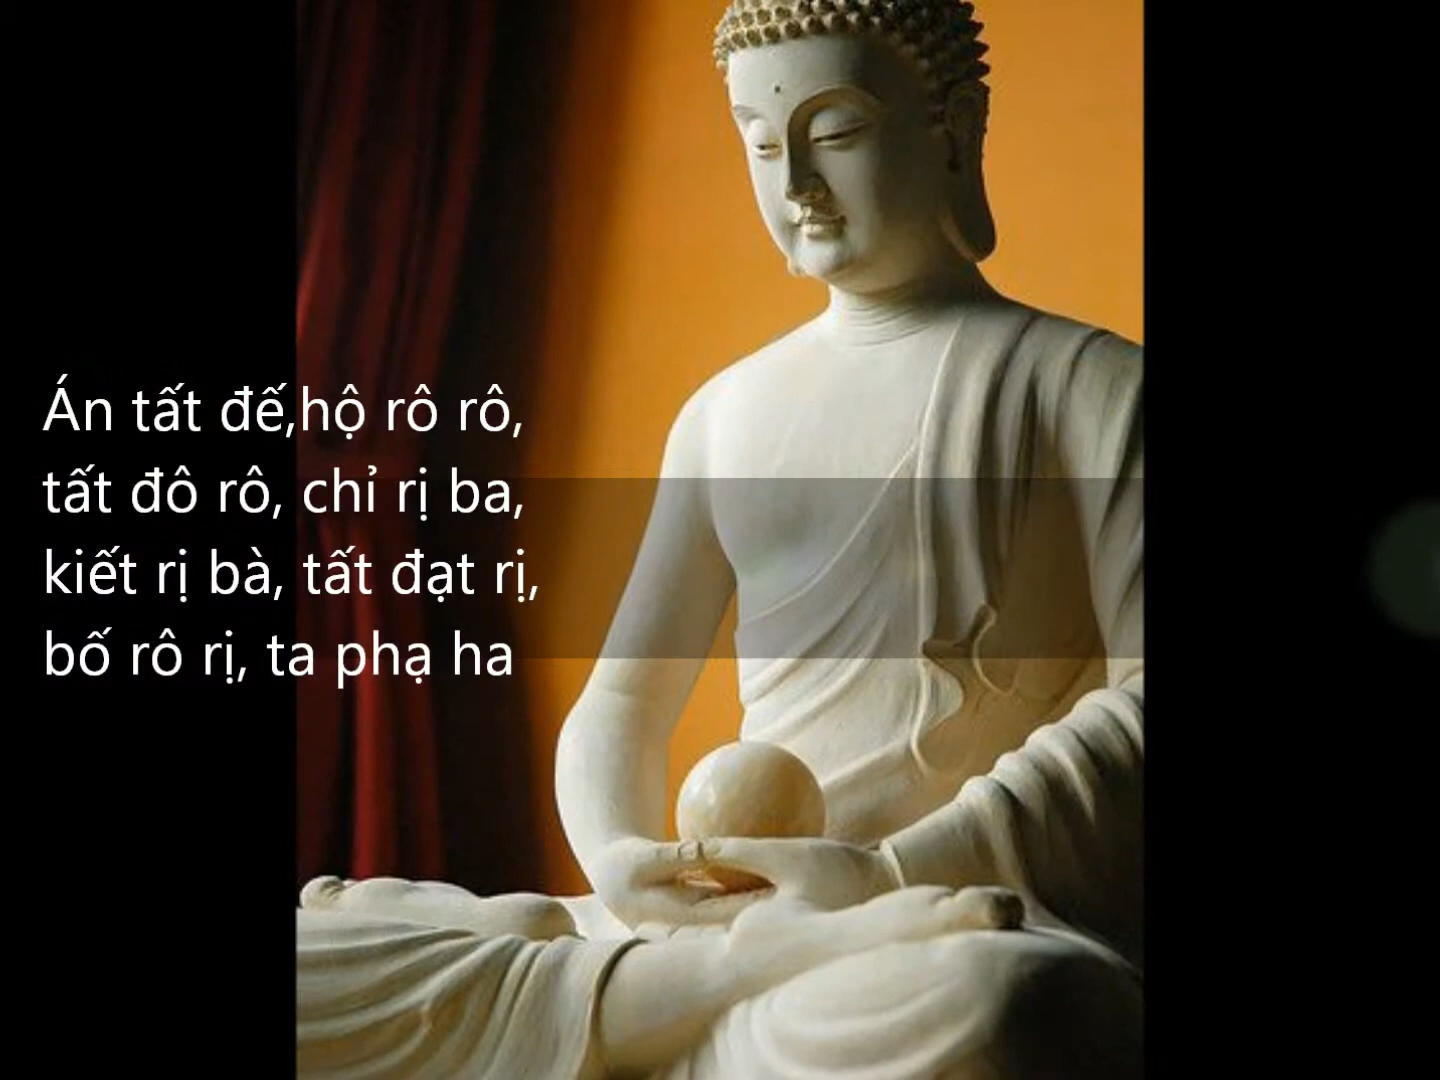 Án tất đế,hộ rô rô,
tất đô rô, chỉ rị ba,
kiết rị bà, tất đạt rị,
bố rô rị, ta phạ ha